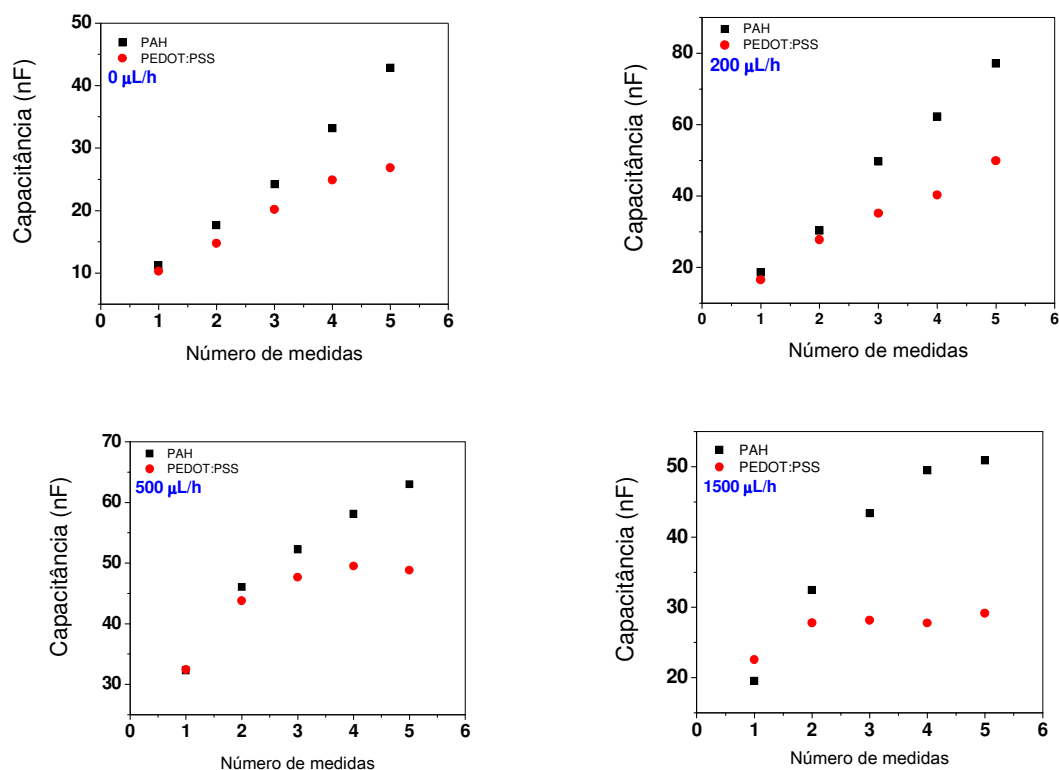 50
40
30
20
10
Capacitância (nF)
PAH
PEDOT:PSS
0 μL/h
0 1 2 3 4 5 6
Número de medidas
80
60
40
20
Capacitância (nF)
PAH
PEDOT:PSS
200 μL/h
0 1 2 3 4 5 6
Número de medidas
70
60
50
40
30
Capacitância (nF)
PAH
PEDOT:PSS
500 μL/h
0 1 2 3 4 5 6
Número de medidas
50
40
30
20
Capacitância (nF)
PAH
PEDOT:PSS
1500 μL/h
0 1 2 3 4 5 6
Número de medidas